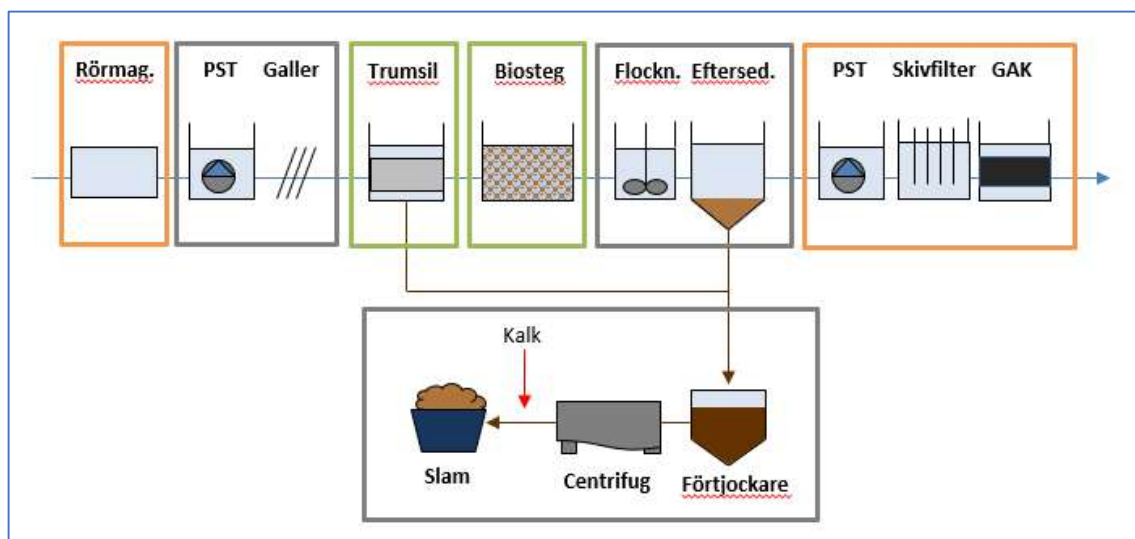 Rörmag.
PST
Galler
Trumsil
Biosteg
Flockn.
Eftersed.
PST
Skivfilter
GAK
Kalk
Slam
Centrifug
Förtjockare